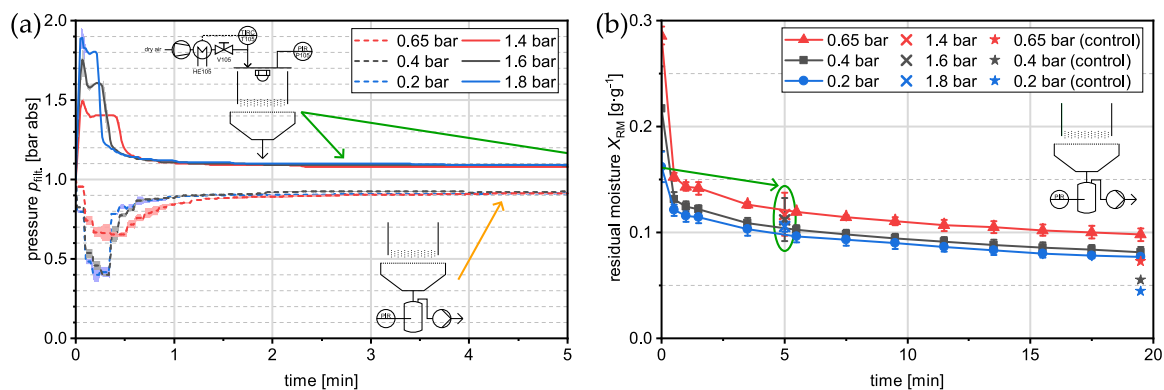 (a)
2.0
1.5
1.0
0.5
0.0
pressure p_filt. [bar abs]
0
1
2
3
4
5
time [min]
dry air
HE105
V105
TIRC
T105
PIR
P105
0.65 bar
1.4 bar
0.4 bar
1.6 bar
0.2 bar
1.8 bar
PIR
(b)
0.3
0.2
0.1
0.0
residual moisture X_RM [g·g⁻¹]
0
5
10
15
20
time [min]
0.65 bar
1.4 bar
0.65 bar (control)
0.4 bar
1.6 bar
0.4 bar (control)
0.2 bar
1.8 bar
0.2 bar (control)
PIR